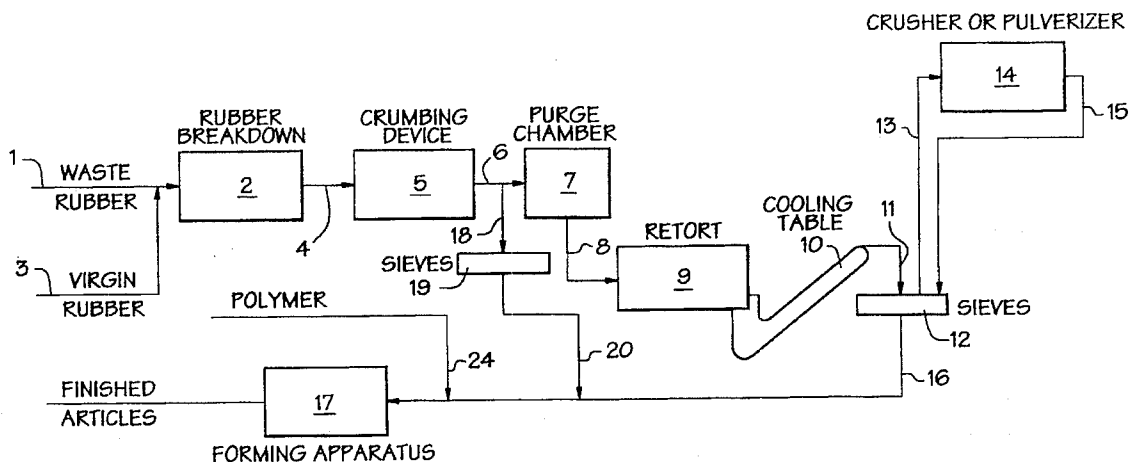 CRUSHER OR PULVERIZER
14
13
15
RUBBER
BREAKDOWN
CRUMBING
DEVICE
PURGE
CHAMBER
6
1
WASTE
RUBBER
2
5
7
4
18
8
COOLING
TABLE
11
10
RETORT
3
VIRGIN
RUBBER
SIEVES
19
9
SIEVES
12
POLYMER
24
20
16
FINISHED
ARTICLES
17
FORMING APPARATUS